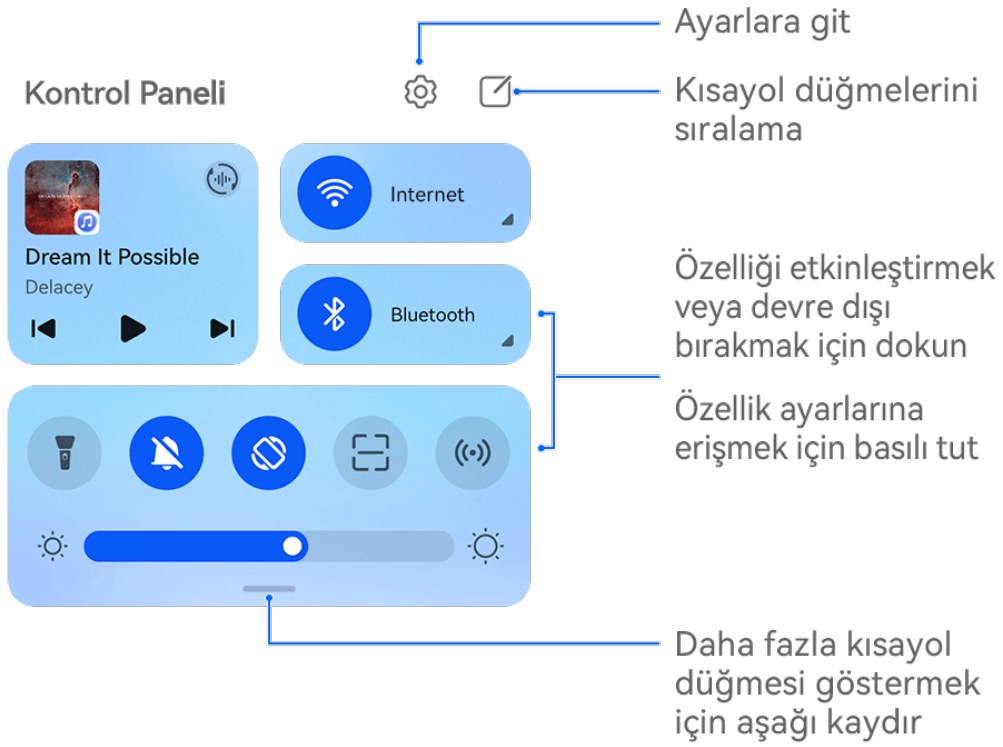 Ayarlara git
Kontrol Paneli
Kısayol düğmelerini
sıralama
Internet
Dream It Possible
Delacey
Bluetooth
Özelliği etkinleştirmek
veya devre dışı
bırakmak için dokun
Özellik ayarlarına
erişmek için basılı tut
Daha fazla kısayol
düğmesi göstermek
için aşağı kaydır